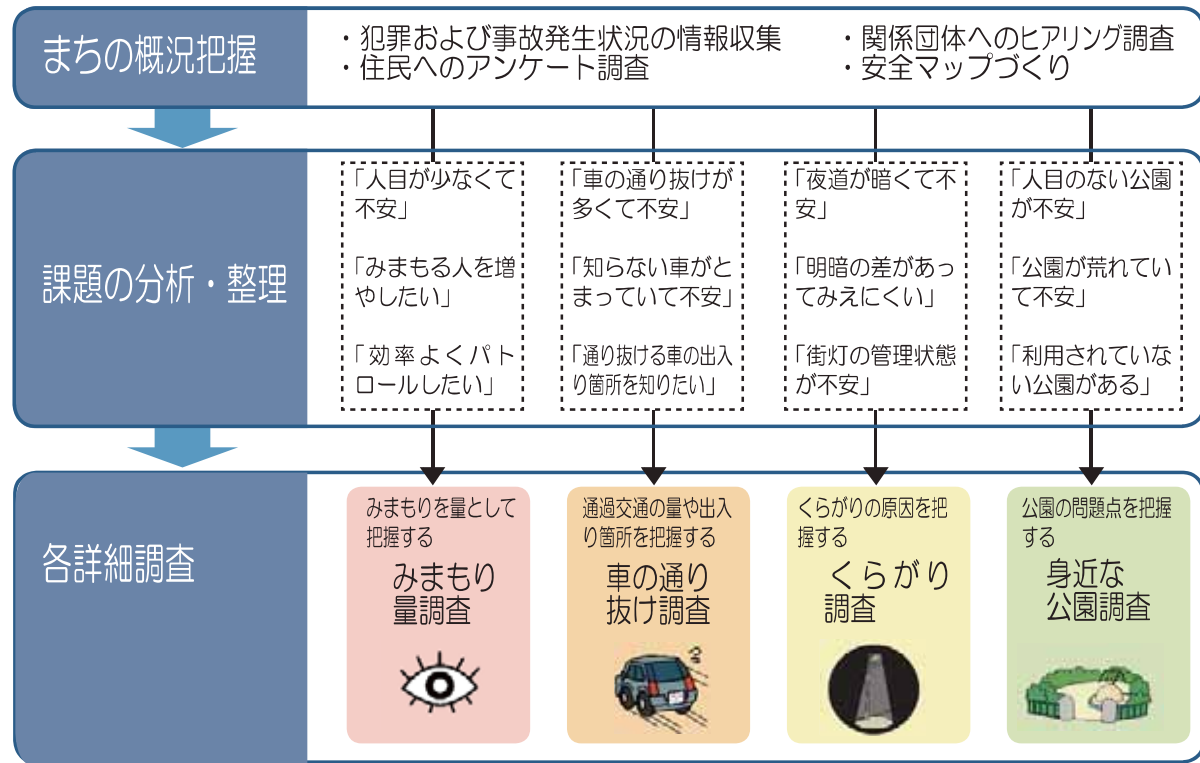 まちの概況把握
・犯罪および事故発生状況の情報収集
・住民へのアンケート調査
・関係団体へのヒアリング調査
・安全マップづくり
課題の分析・整理
「人目が少なくて
不安」
「みまもる人を増
やしたい」
「効率よくパト
ロールしたい」
「車の通り抜けが
多くて不安」
「知らない車がと
まっていて不安」
「通り抜ける車の出入
り箇所を知りたい」
「夜道が暗くて不
安」
「明暗の差があっ
てみえにくい」
「街灯の管理状態
が不安」
「人目のない公園
が不安」
「公園が荒れてい
て不安」
「利用されていな
い公園がある」
各詳細調査
みまもりを量として
把握する
みまもり
量調査
通過交通の量や出入
り箇所を把握する
車の通り
抜け調査
くらがりの原因を把
握する
くらがり
調査
公園の問題点を把握
する
身近な
公園調査